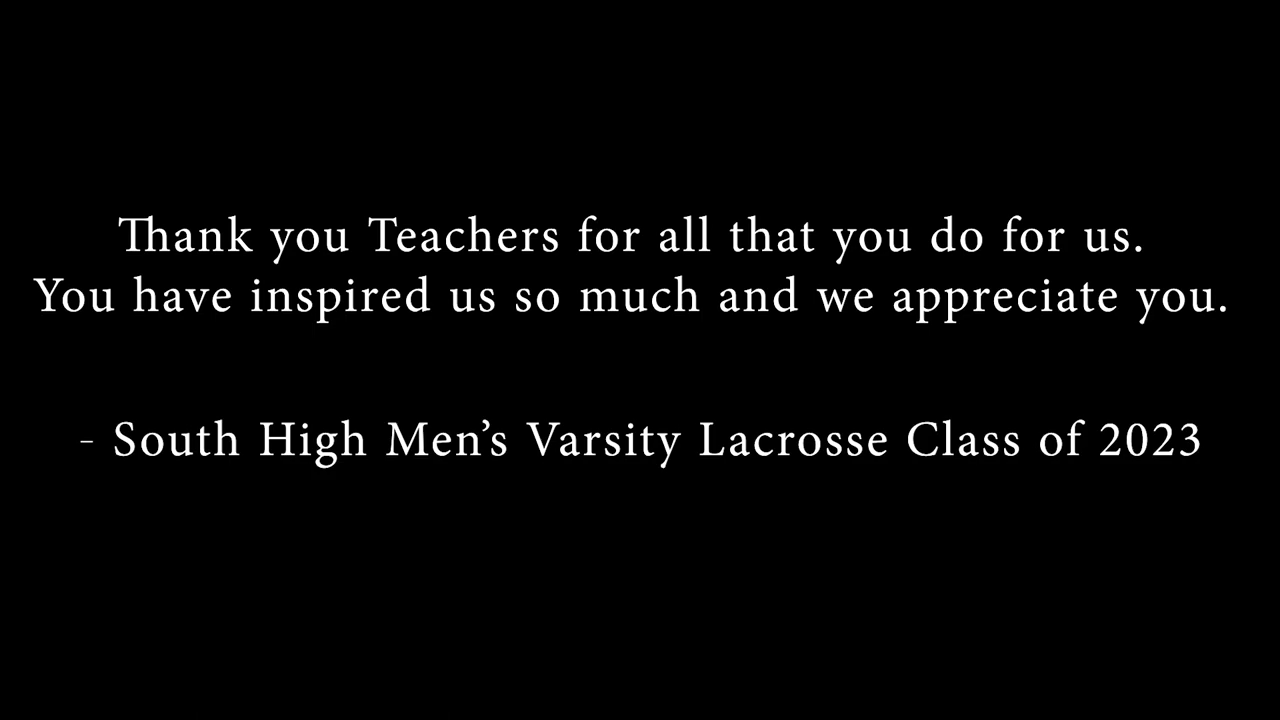 Thank you Teachers for all that you do for us.
You have inspired us so much and we appreciate you.
- South High Men’s Varsity Lacrosse Class of 2023